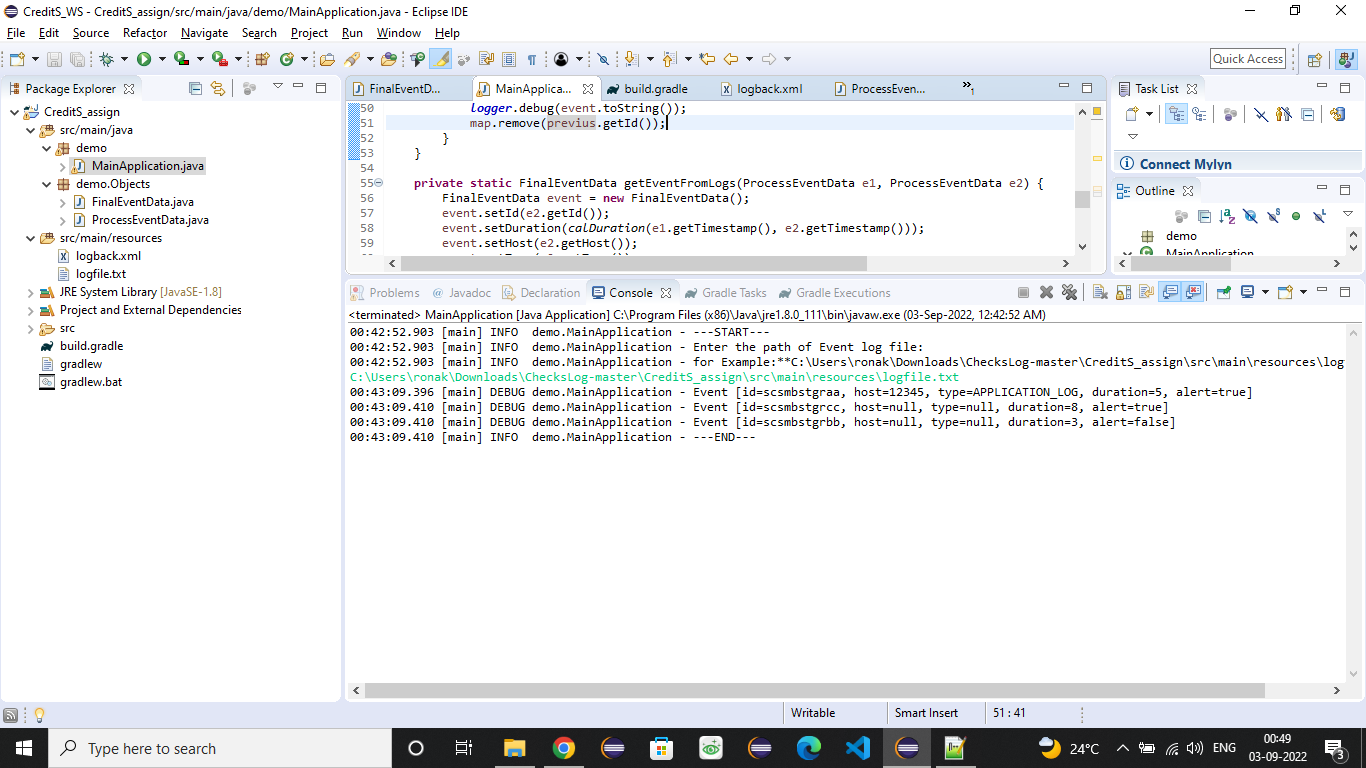 CreditS_WS - CreditS_assign/src/main/java/demo/MainApplication.java - Eclipse IDE
File Edit Source Refactor Navigate Search Project Run Window Help
Quick Access
Package Explorer
CreditS_assign
src/main/java
demo
MainApplication.java
demo.Objects
FinalEventData.java
ProcessEventData.java
src/main/resources
logback.xml
logfile.txt
JRE System Library [JavaSE-1.8]
Project and External Dependencies
src
build.gradle
gradlew
gradlew.bat
FinalEventD... MainApplica... build.gradle logback.xml ProcessEven... »1
50 logger.debug(event.toString());
51 map.remove(previus.getId());
52 }
53 }
54
55 private static FinalEventData getEventFromLogs(ProcessEventData e1, ProcessEventData e2) {
56 FinalEventData event = new FinalEventData();
57 event.setId(e2.getId());
58 event.setDuration(calDuration(e1.getTimestamp(), e2.getTimestamp()));
59 event.setHost(e2.getHost());
Task List
Connect Mylyn
Outline
demo
MainApplication
Problems Javadoc Declaration Console Gradle Tasks Gradle Executions
<terminated> MainApplication [Java Application] C:\Program Files (x86)\Java\jre1.8.0_111\bin\javaw.exe (03-Sep-2022, 12:42:52 AM)
00:42:52.903 [main] INFO  demo.MainApplication - ---START---
00:42:52.903 [main] INFO  demo.MainApplication - Enter the path of Event log file:
00:42:52.903 [main] INFO  demo.MainApplication - for Example:**C:\Users\ronak\Downloads\ChecksLog-master\CreditS_assign\src\main\resources\log
C:\Users\ronak\Downloads\ChecksLog-master\CreditS_assign\src\main\resources\logfile.txt
00:43:09.396 [main] DEBUG demo.MainApplication - Event [id=scsmbstgraa, host=12345, type=APPLICATION_LOG, duration=5, alert=true]
00:43:09.410 [main] DEBUG demo.MainApplication - Event [id=scsmbstgrcc, host=null, type=null, duration=8, alert=true]
00:43:09.410 [main] DEBUG demo.MainApplication - Event [id=scsmbstgrbb, host=null, type=null, duration=3, alert=false]
00:43:09.410 [main] INFO  demo.MainApplication - ---END---
Writable Smart Insert 51 : 41
Type here to search
24°C ENG
00:49
03-09-2022
3